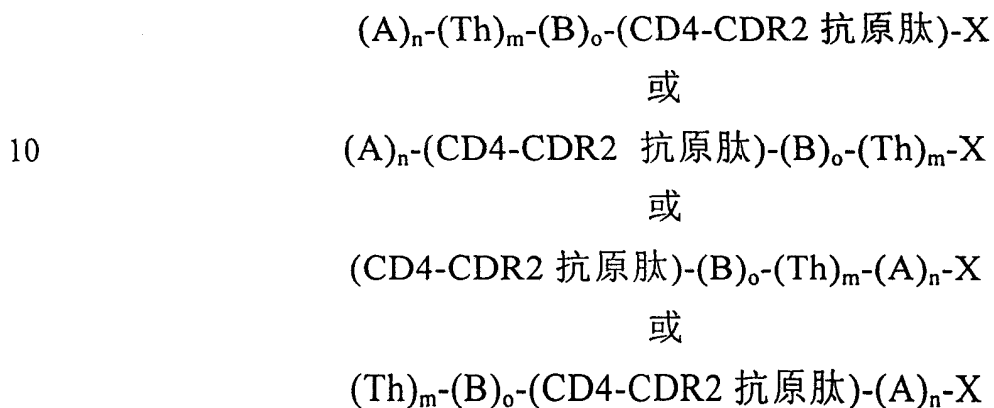 (A)n-(Th)m-(B)o-(CD4-CDR2 抗原肽)-X
或
10 (A)n-(CD4-CDR2 抗原肽)-(B)o-(Th)m-X
或
(CD4-CDR2 抗原肽)-(B)o-(Th)m-(A)n-X
或
(Th)m-(B)o-(CD4-CDR2 抗原肽)-(A)n-X